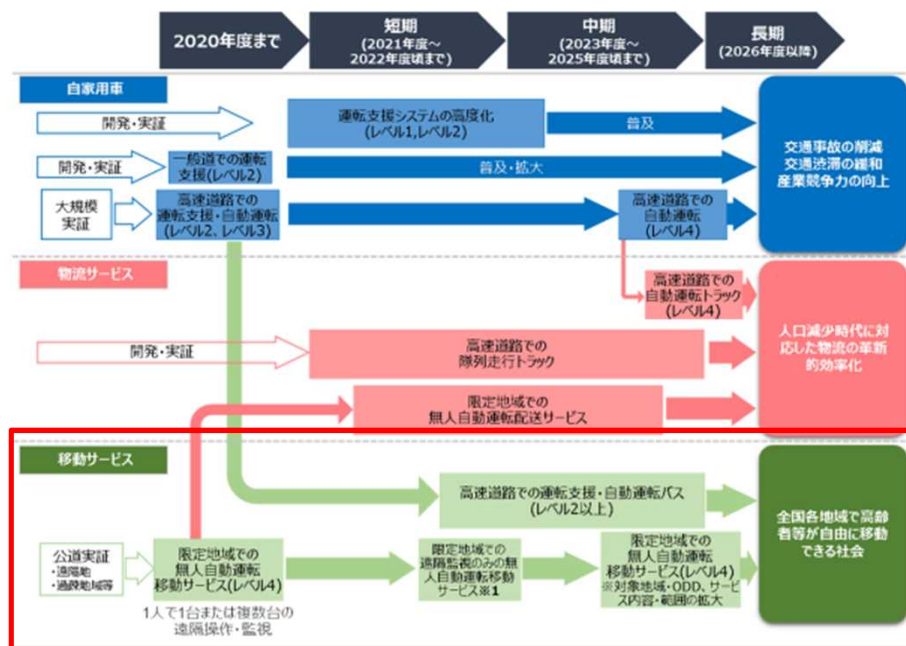 2020年度まで
短期
(2021年度～
2022年度頃まで)
中期
(2023年度～
2025年度頃まで)
長期
(2026年度以降)
自家用車
開発・実証
運転支援システムの高度化
(レベル1,レベル2)
普及
開発・実証
一般道での運転
支援(レベル2)
普及・拡大
大規模
実証
高速道路での
運転支援・自動運転
(レベル2、レベル3)
高速道路での
自動運転
(レベル4)
交通事故の削減
交通渋滞の緩和
産業競争力の向上
物流サービス
高速道路での
自動運転トラック
(レベル4)
開発・実証
高速道路での
隊列走行トラック
限定地域での
無人自動運転配送サービス
人口減少時代に対
応した物流の革新
的効率化
移動サービス
高速道路での運転支援・自動運転バス
(レベル2以上)
公道実証
・遠隔地
・過疎地域等
限定地域での
無人自動運転
移動サービス(レベル4)
1人で1台または複数台の
遠隔操作・監視
限定地域での
遠隔監視のみの無
人自動運転移動
サービス※1
限定地域での
無人自動運転
移動サービス(レベル4)
※対象地域・ODD、サービ
ス内容・範囲の拡大
全国各地域で高齢
者等が自由に移動
できる社会